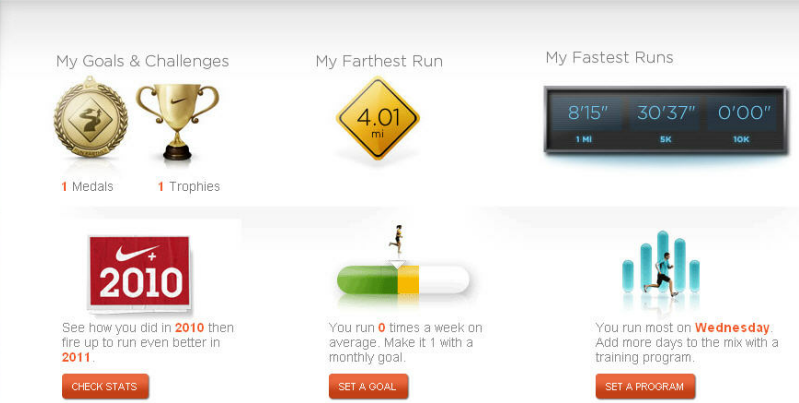 My Goals & Challenges
My Farthest Run
My Fastest Runs
4.01
mi
8'15" 30'37" 0'00"
1 MI 5K 10K
1 Medals 1 Trophies
+
2010
See how you did in 2010 then
fire up to run even better in
2011.
CHECK STATS
You run 0 times a week on
average. Make it 1 with a
monthly goal.
SET A GOAL
You run most on Wednesday.
Add more days to the mix with a
training program.
SET A PROGRAM